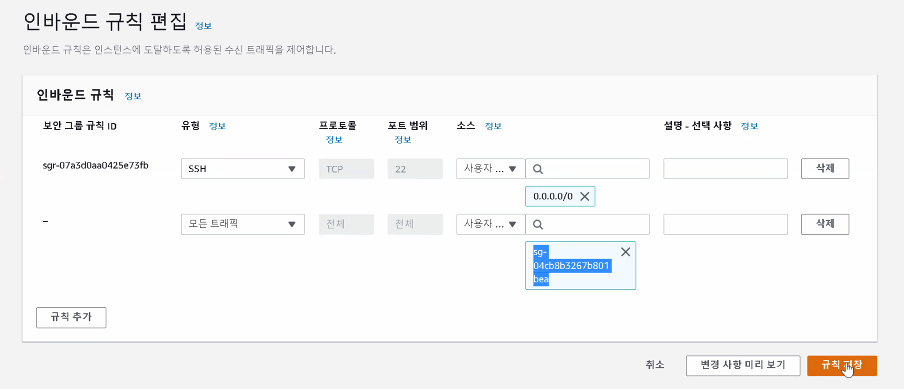 인바운드 규칙 편집 정보
인바운드 규칙은 인스턴스에 도달하도록 허용된 수신 트래픽을 제어합니다.
인바운드 규칙 정보
보안 그룹 규칙 ID 유형 정보 프로토콜 정보 포트 범위 정보 소스 정보 설명 - 선택 사항 정보
sgr-07a3d0aa0425e73fb SSH TCP 22 사용자 ... 삭제
0.0.0.0/0
– 모든 트래픽 전체 전체 사용자 ... 삭제
sg-
04cb8b3267b801
bea
규칙 추가
취소 변경 사항 미리 보기 규칙 저장